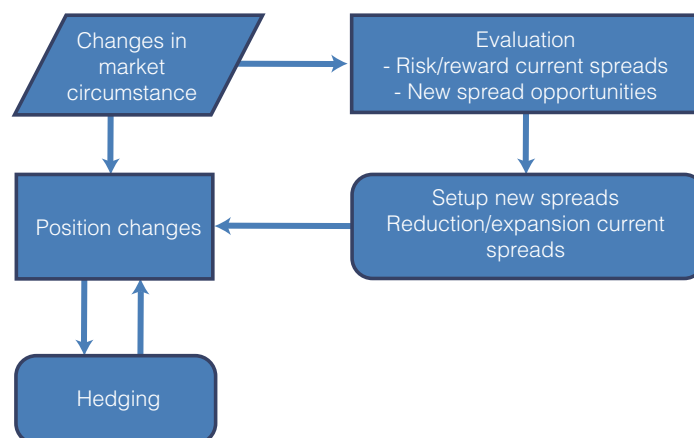 Changes in
market
circumstance
Evaluation
- Risk/reward current spreads
- New spread opportunities
Position changes
Setup new spreads
Reduction/expansion current
spreads
Hedging